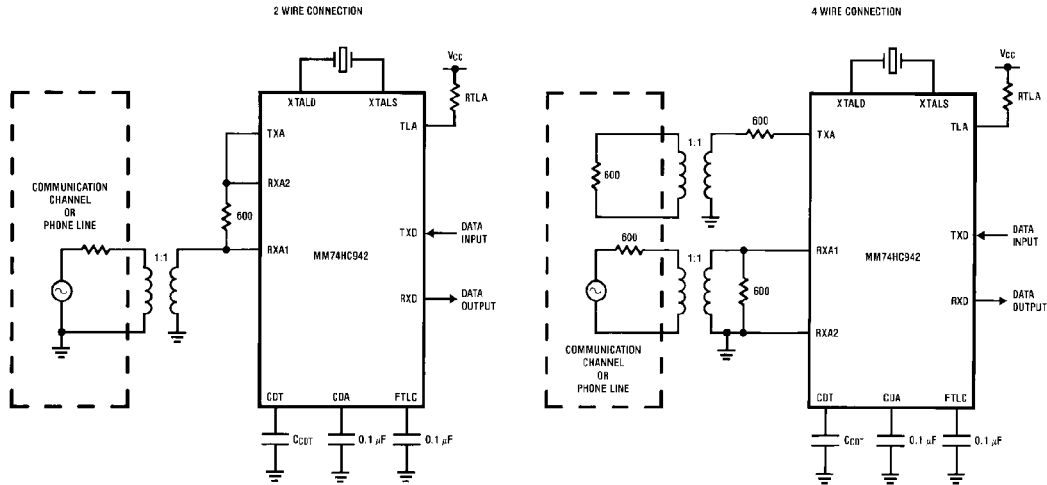 2 WIRE CONNECTION
XTALD
XTALS
VCC
RTLA
TLA
TXA
RXA2
600
RXA1
COMMUNICATION
CHANNEL
OR
PHONE LINE
1:1
MM74HC942
TXD
DATA
INPUT
RXD
DATA
OUTPUT
CDT
CDA
FTLC
CCDT
0.1 µF
0.1 µF
4 WIRE CONNECTION
XTALD
XTALS
VCC
RTLA
TLA
600
TXA
1:1
600
600
1:1
RXA1
600
RXA2
MM74HC942
TXD
DATA
INPUT
RXD
DATA
OUTPUT
COMMUNICATION
CHANNEL
OR
PHONE LINE
CDT
CDA
FTLC
CCDT
0.1 µF
0.1 µF